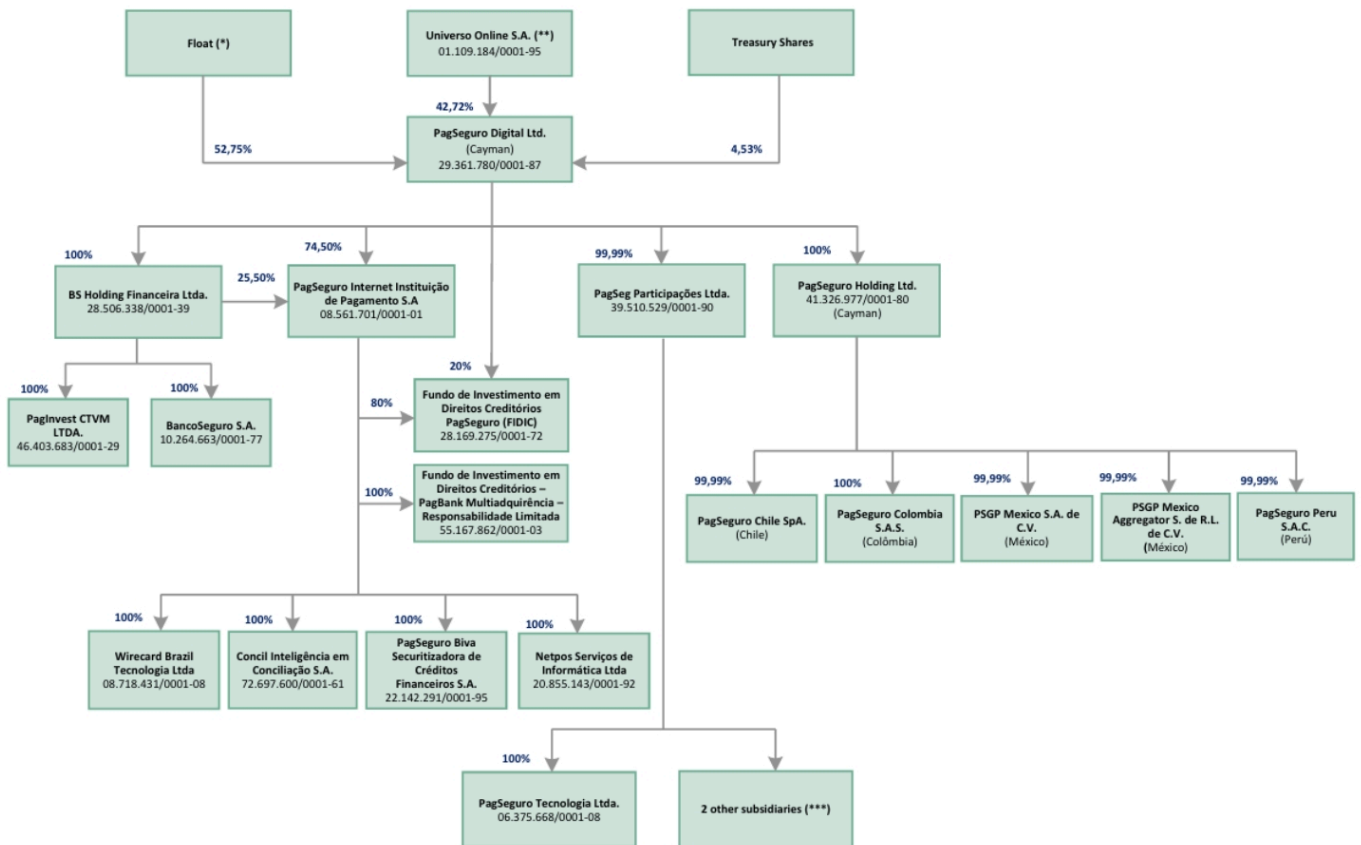 Float (*)
Universo Online S.A. (**)
01.109.184/0001-95
Treasury Shares
42,72%
52,75%
PagSeguro Digital Ltd.
(Cayman)
29.361.780/0001-87
4,53%
100%
74,50%
99,99%
100%
25,50%
BS Holding Financeira Ltda.
28.506.338/0001-39
PagSeguro Internet Instituição
de Pagamento S.A
08.561.701/0001-01
PagSeg Participações Ltda.
39.510.529/0001-90
PagSeguro Holding Ltd.
41.326.977/0001-80
(Cayman)
100%
100%
20%
80%
PagInvest CTVM
LTDA.
46.403.683/0001-29
BancoSeguro S.A.
10.264.663/0001-77
Fundo de Investimento em
Direitos Creditórios
PagSeguro (FIDIC)
28.169.275/0001-72
100%
Fundo de Investimento em
Direitos Creditórios –
PagBank Multiadquirência –
Responsabilidade Limitada
55.167.862/0001-03
99,99%
100%
99,99%
99,99%
99,99%
PagSeguro Chile SpA.
(Chile)
PagSeguro Colombia
S.A.S.
(Colômbia)
PSGP Mexico S.A. de
C.V.
(México)
PSGP Mexico
Aggregator S. de R.L.
de C.V.
(México)
PagSeguro Peru
S.A.C.
(Perú)
100%
100%
100%
100%
Wirecard Brazil
Tecnologia Ltda
08.718.431/0001-08
Concil Inteligência em
Conciliação S.A.
72.697.600/0001-61
PagSeguro Biva
Securitizadora de
Créditos
Financeiros S.A.
22.142.291/0001-95
Netpos Serviços de
Informática Ltda
20.855.143/0001-92
100%
PagSeguro Tecnologia Ltda.
06.375.668/0001-08
2 other subsidiaries (***)